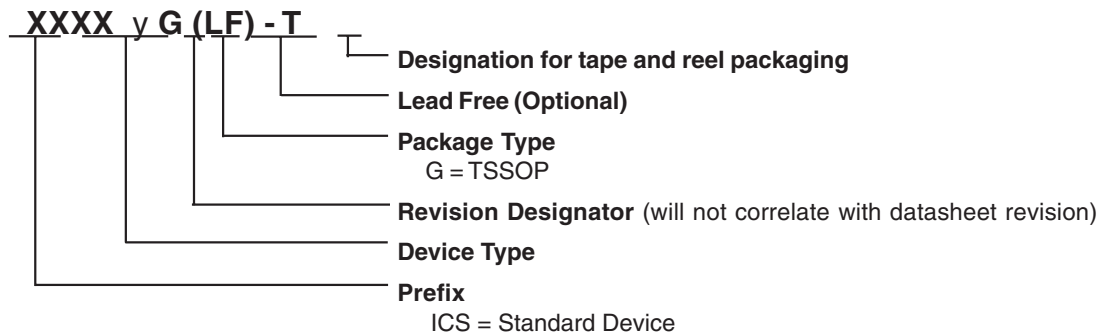 XXXX y G (LF) - T
Designation for tape and reel packaging
Lead Free (Optional)
Package Type
G = TSSOP
Revision Designator (will not correlate with datasheet revision)
Device Type
Prefix
ICS = Standard Device